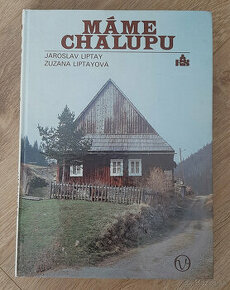 MÁME
CHALUPU
JAROSLAV LIPTAY
ZUZANA LIPTAYOVÁ